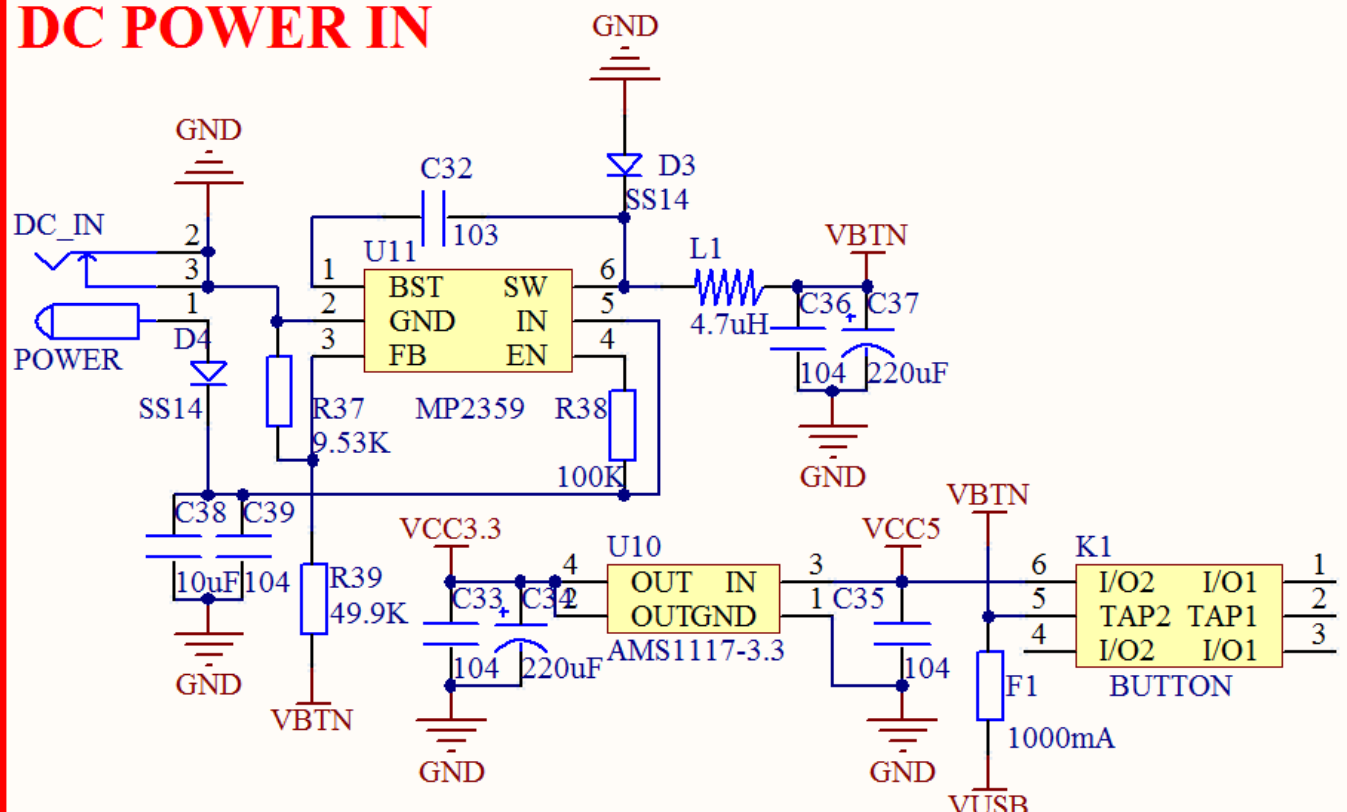 DC POWER IN
GND
GND
C32
D3
SS14
DC_IN
2
103
3
U11
1
BST
SW
6
L1
VBTN
1
2
GND
IN
5
C36
C37
4.7uH
POWER
D4
3
FB
EN
4
104
220uF
SS14
R37
MP2359
R38
9.53K
100K
GND
C38
C39
VCC3.3
VCC5
VBTN
U10
K1
10uF
104
R39
49.9K
4
OUT
IN
3
6
I/O2
I/O1
1
C33
C34
2
OUT
GND
1
C35
5
TAP2
TAP1
2
AMS1117-3.3
4
I/O2
I/O1
3
104
220uF
104
F1
BUTTON
GND
VBTN
1000mA
GND
GND
VUSB